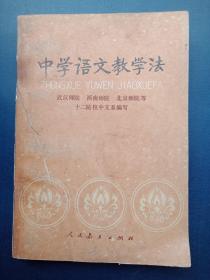 中学语文教学法
ZHONGXUE YUWEN JIAOXUEFA
武汉师院 河南师院 北京师院等
十二院校中文系编写
人民教育出版社